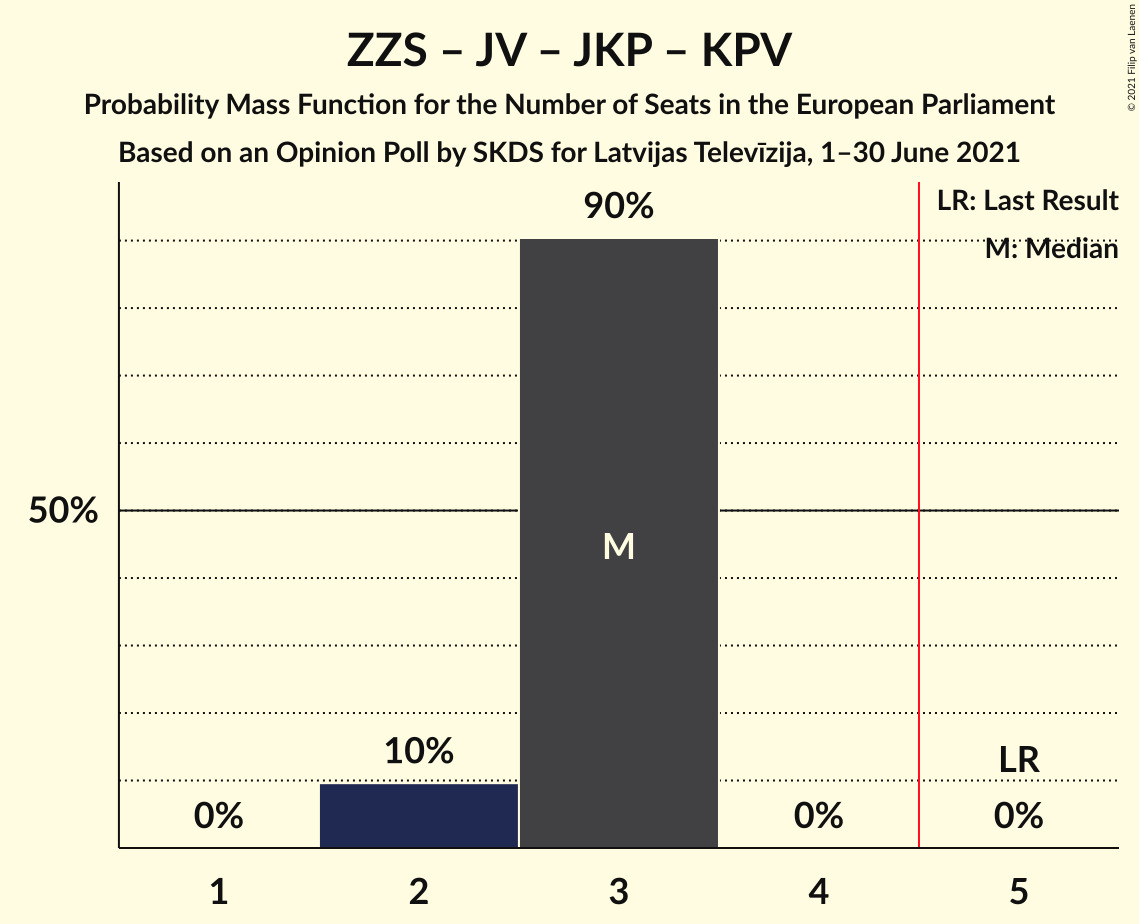 ZZS – JV – JKP – KPV
Probability Mass Function for the Number of Seats in the European Parliament
Based on an Opinion Poll by SKDS for Latvijas Televīzija, 1–30 June 2021
© 2021 Filip van Laenen
LR: Last Result
M: Median
90%
50%
M
10%
LR
0%
0%
0%
1
2
3
4
5